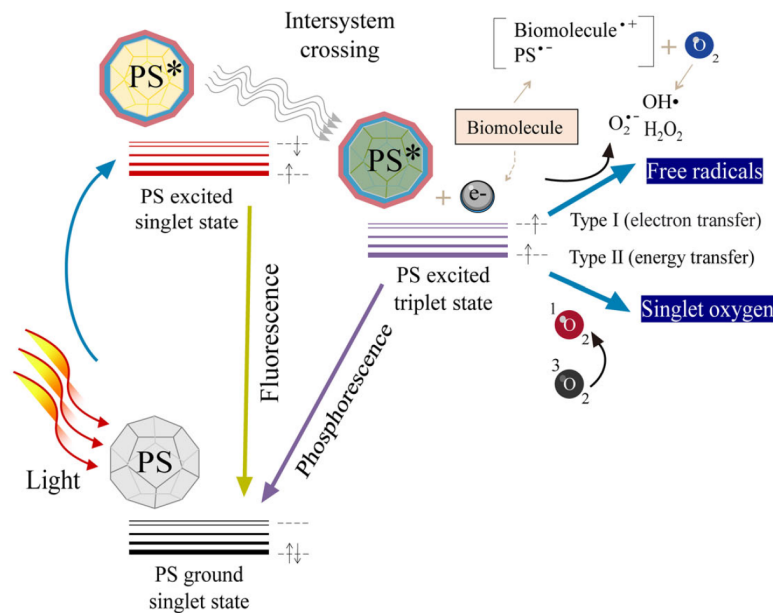 Intersystem
crossing
PS*
PS excited
singlet state
PS*
+ e-
PS excited
triplet state
Biomolecule•+
PS•−
+ O2
Biomolecule
OH•
O2•− H2O2
Free radicals
Type I (electron transfer)
Type II (energy transfer)
Singlet oxygen
1O2
3O2
Fluorescence
Phosphorescence
Light
PS
PS ground
singlet state